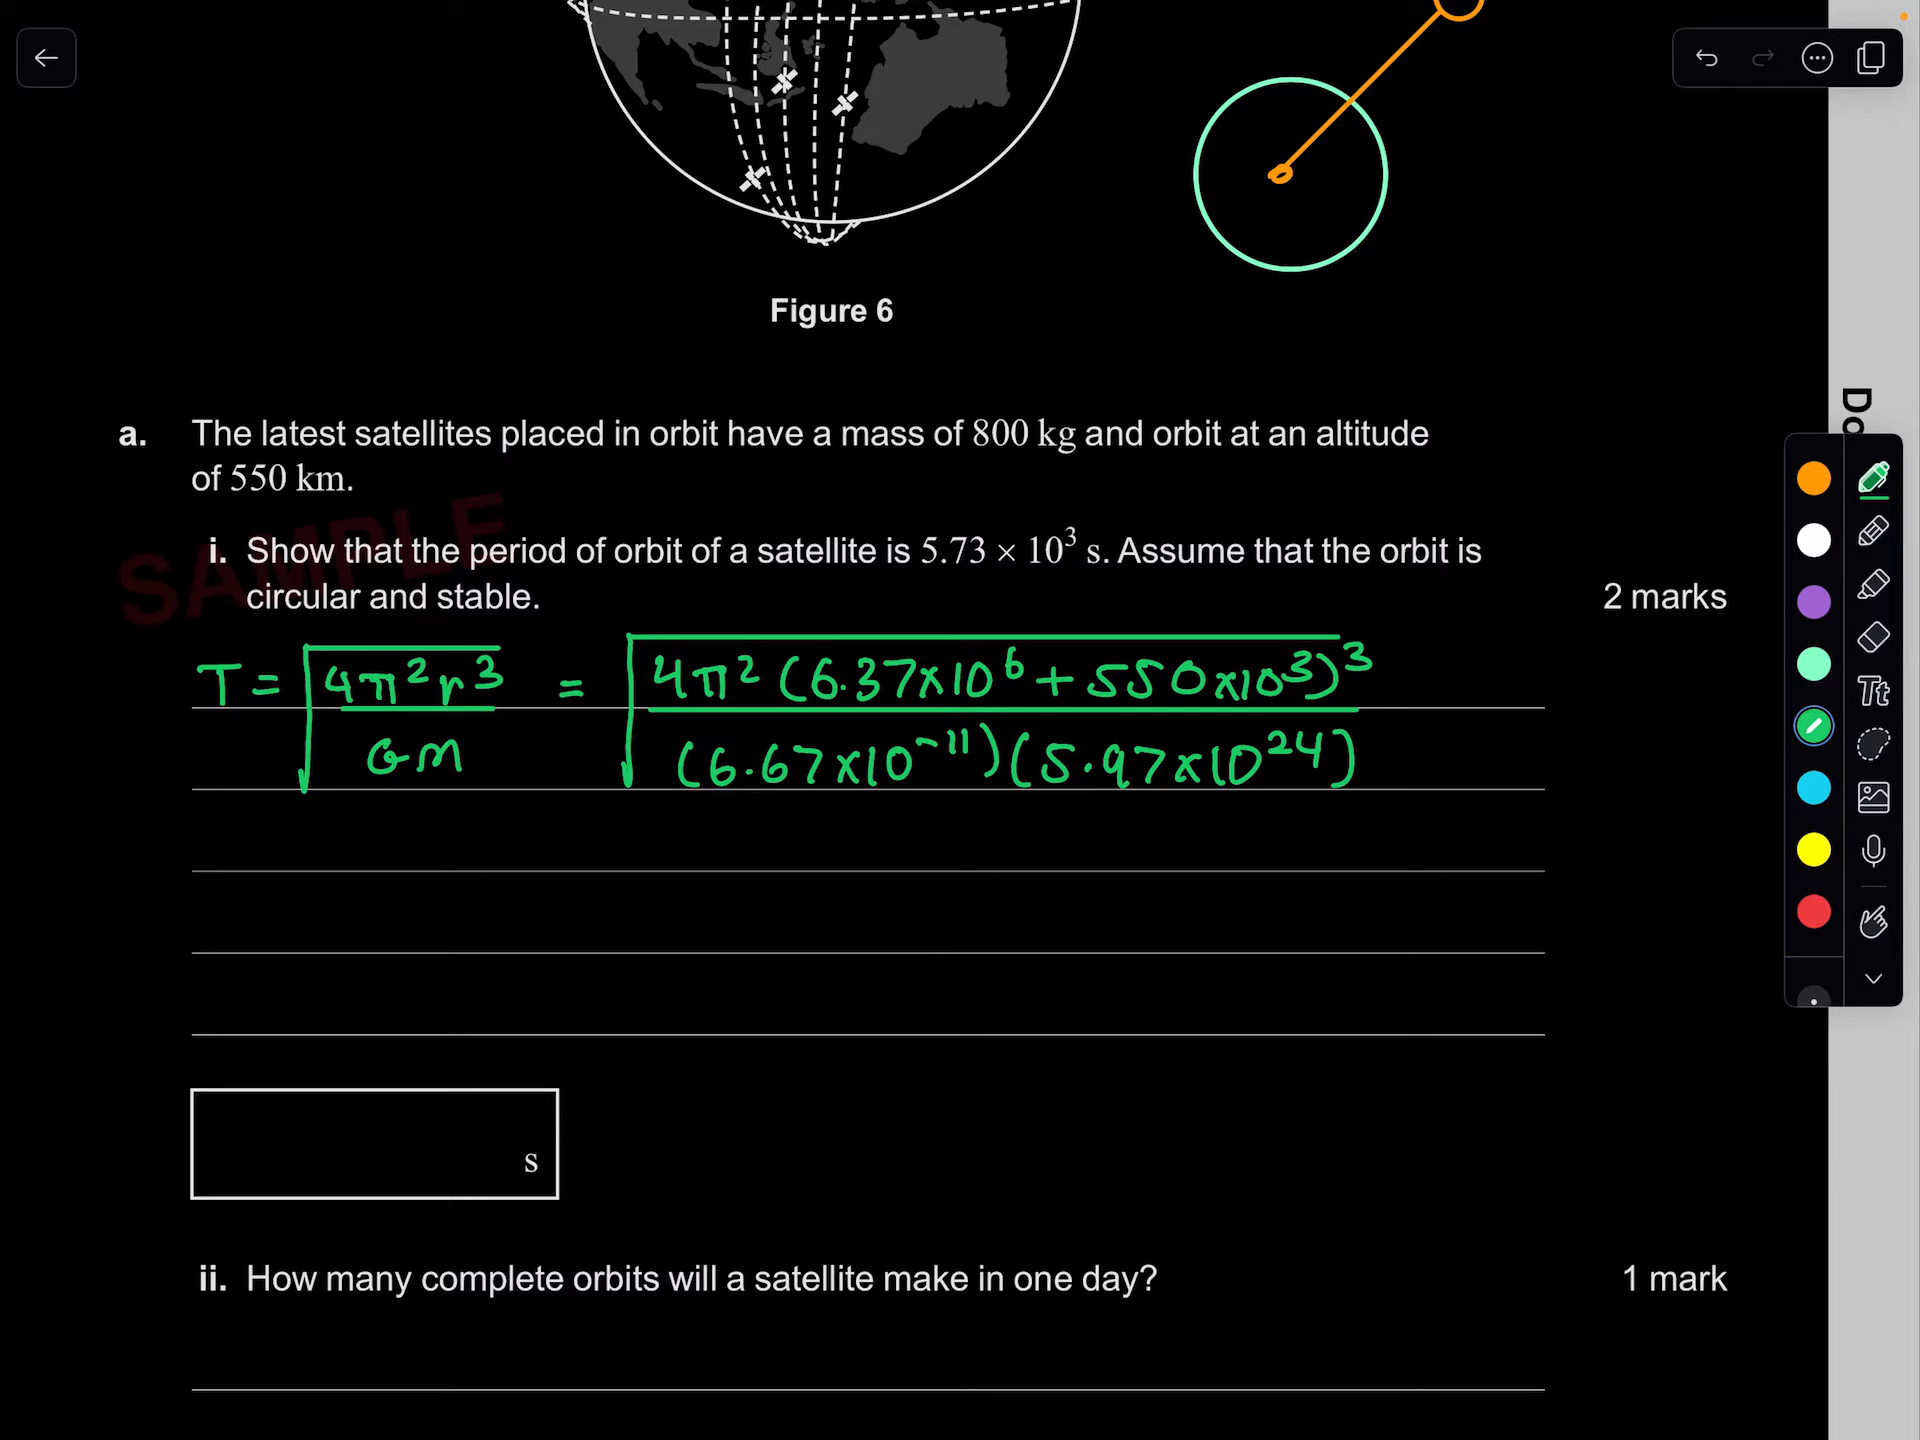 Figure 6
Do
a. The latest satellites placed in orbit have a mass of 800 kg and orbit at an altitude
of 550 km.
SAMPLE
i. Show that the period of orbit of a satellite is 5.73 × 10³ s. Assume that the orbit is
circular and stable.
2 marks
T = √(4π²r³ / GM) = √(4π² (6.37×10⁶ + 550×10³)³ / (6.67×10⁻¹¹)(5.97×10²⁴))
Tt
s
ii. How many complete orbits will a satellite make in one day?
1 mark